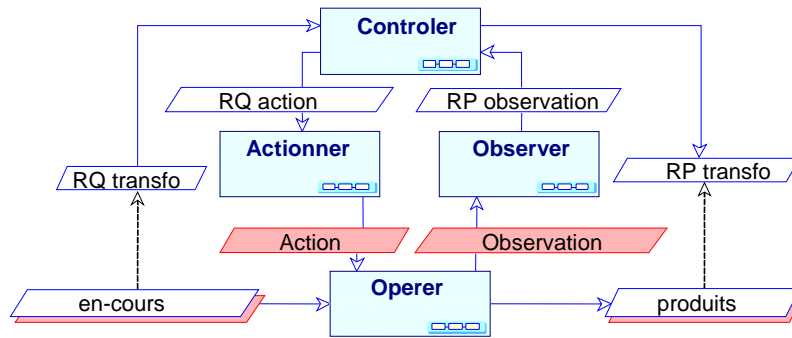 Controler
RQ action
RP observation
Actionner
Observer
RQ transfo
RP transfo
Action
Observation
en-cours
Operer
produits